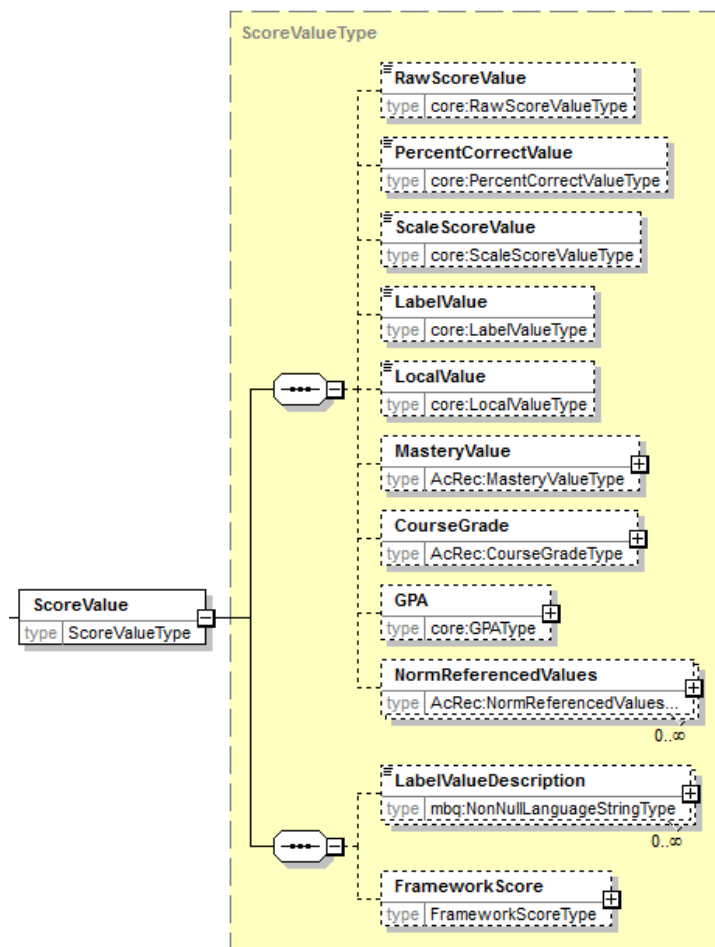 ScoreValueType
RawScoreValue
type core:RawScoreValueType
PercentCorrectValue
type core:PercentCorrectValueType
ScaleScoreValue
type core:ScaleScoreValueType
LabelValue
type core:LabelValueType
LocalValue
type core:LocalValueType
MasteryValue
type AcRec:MasteryValueType
CourseGrade
type AcRec:CourseGradeType
GPA
type core:GPAType
NormReferencedValues
type AcRec:NormReferencedValues...
0..∞
ScoreValue
type ScoreValueType
LabelValueDescription
type mbq:NonNullLanguageStringType
0..∞
FrameworkScore
type FrameworkScoreType